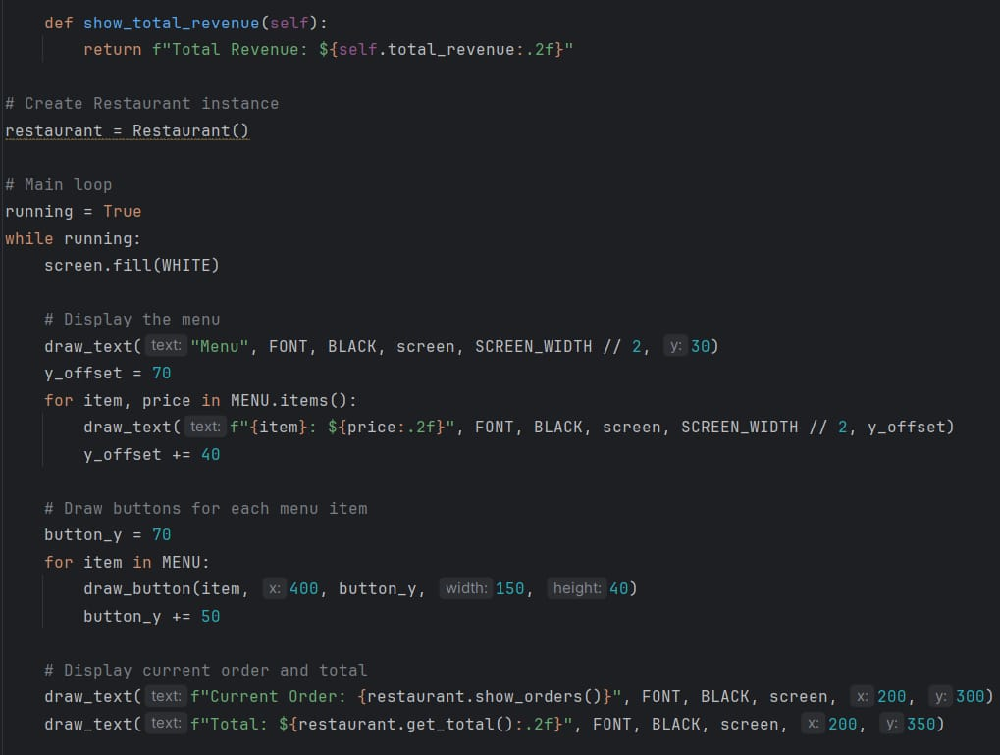 def show_total_revenue(self):
        return f"Total Revenue: ${self.total_revenue:.2f}"

# Create Restaurant instance
restaurant = Restaurant()

# Main loop
running = True
while running:
    screen.fill(WHITE)

    # Display the menu
    draw_text( text: "Menu", FONT, BLACK, screen, SCREEN_WIDTH // 2, y: 30)
    y_offset = 70
    for item, price in MENU.items():
        draw_text( text: f"{item}: ${price:.2f}", FONT, BLACK, screen, SCREEN_WIDTH // 2, y_offset)
        y_offset += 40

    # Draw buttons for each menu item
    button_y = 70
    for item in MENU:
        draw_button(item, x: 400, button_y, width: 150, height: 40)
        button_y += 50

    # Display current order and total
    draw_text( text: f"Current Order: {restaurant.show_orders()}", FONT, BLACK, screen, x: 200, y: 300)
    draw_text( text: f"Total: ${restaurant.get_total():.2f}", FONT, BLACK, screen, x: 200, y: 350)